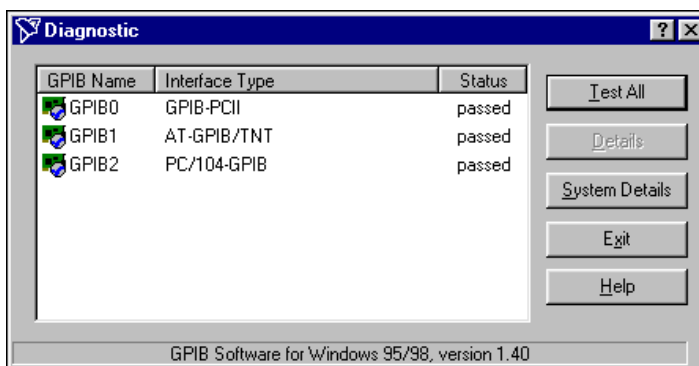 Diagnostic
GPIB Name Interface Type Status
GPIB0 GPIB-PCII passed
GPIB1 AT-GPIB/TNT passed
GPIB2 PC/104-GPIB passed
Test All
Details
System Details
Exit
Help
GPIB Software for Windows 95/98, version 1.40